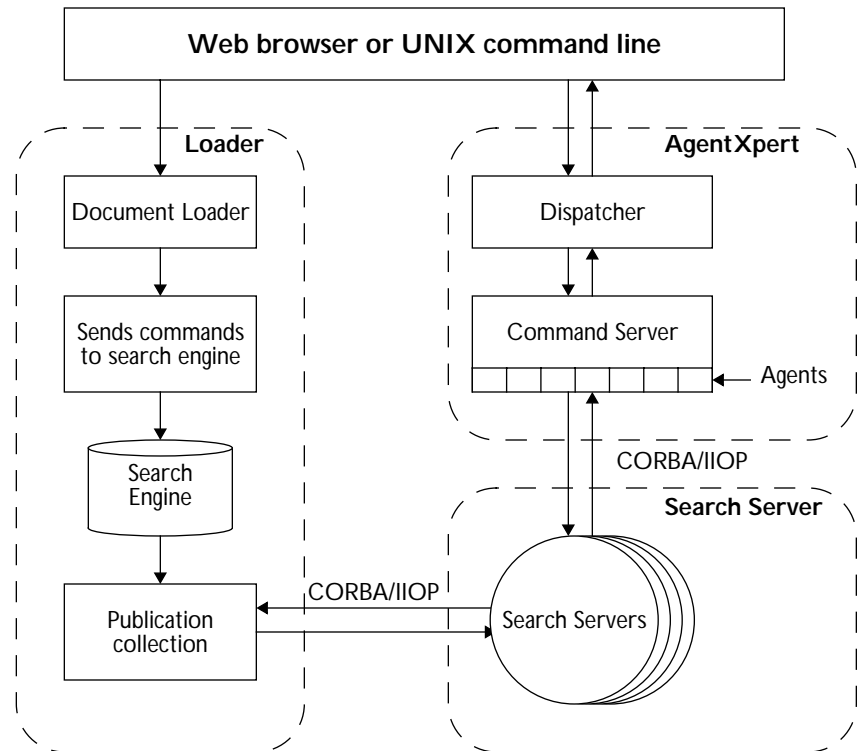 Web browser or UNIX command line
Loader
Document Loader
Sends commands
to search engine
Search
Engine
Publication
collection
AgentXpert
Dispatcher
Command Server
Agents
CORBA/IIOP
Search Server
CORBA/IIOP
Search Servers